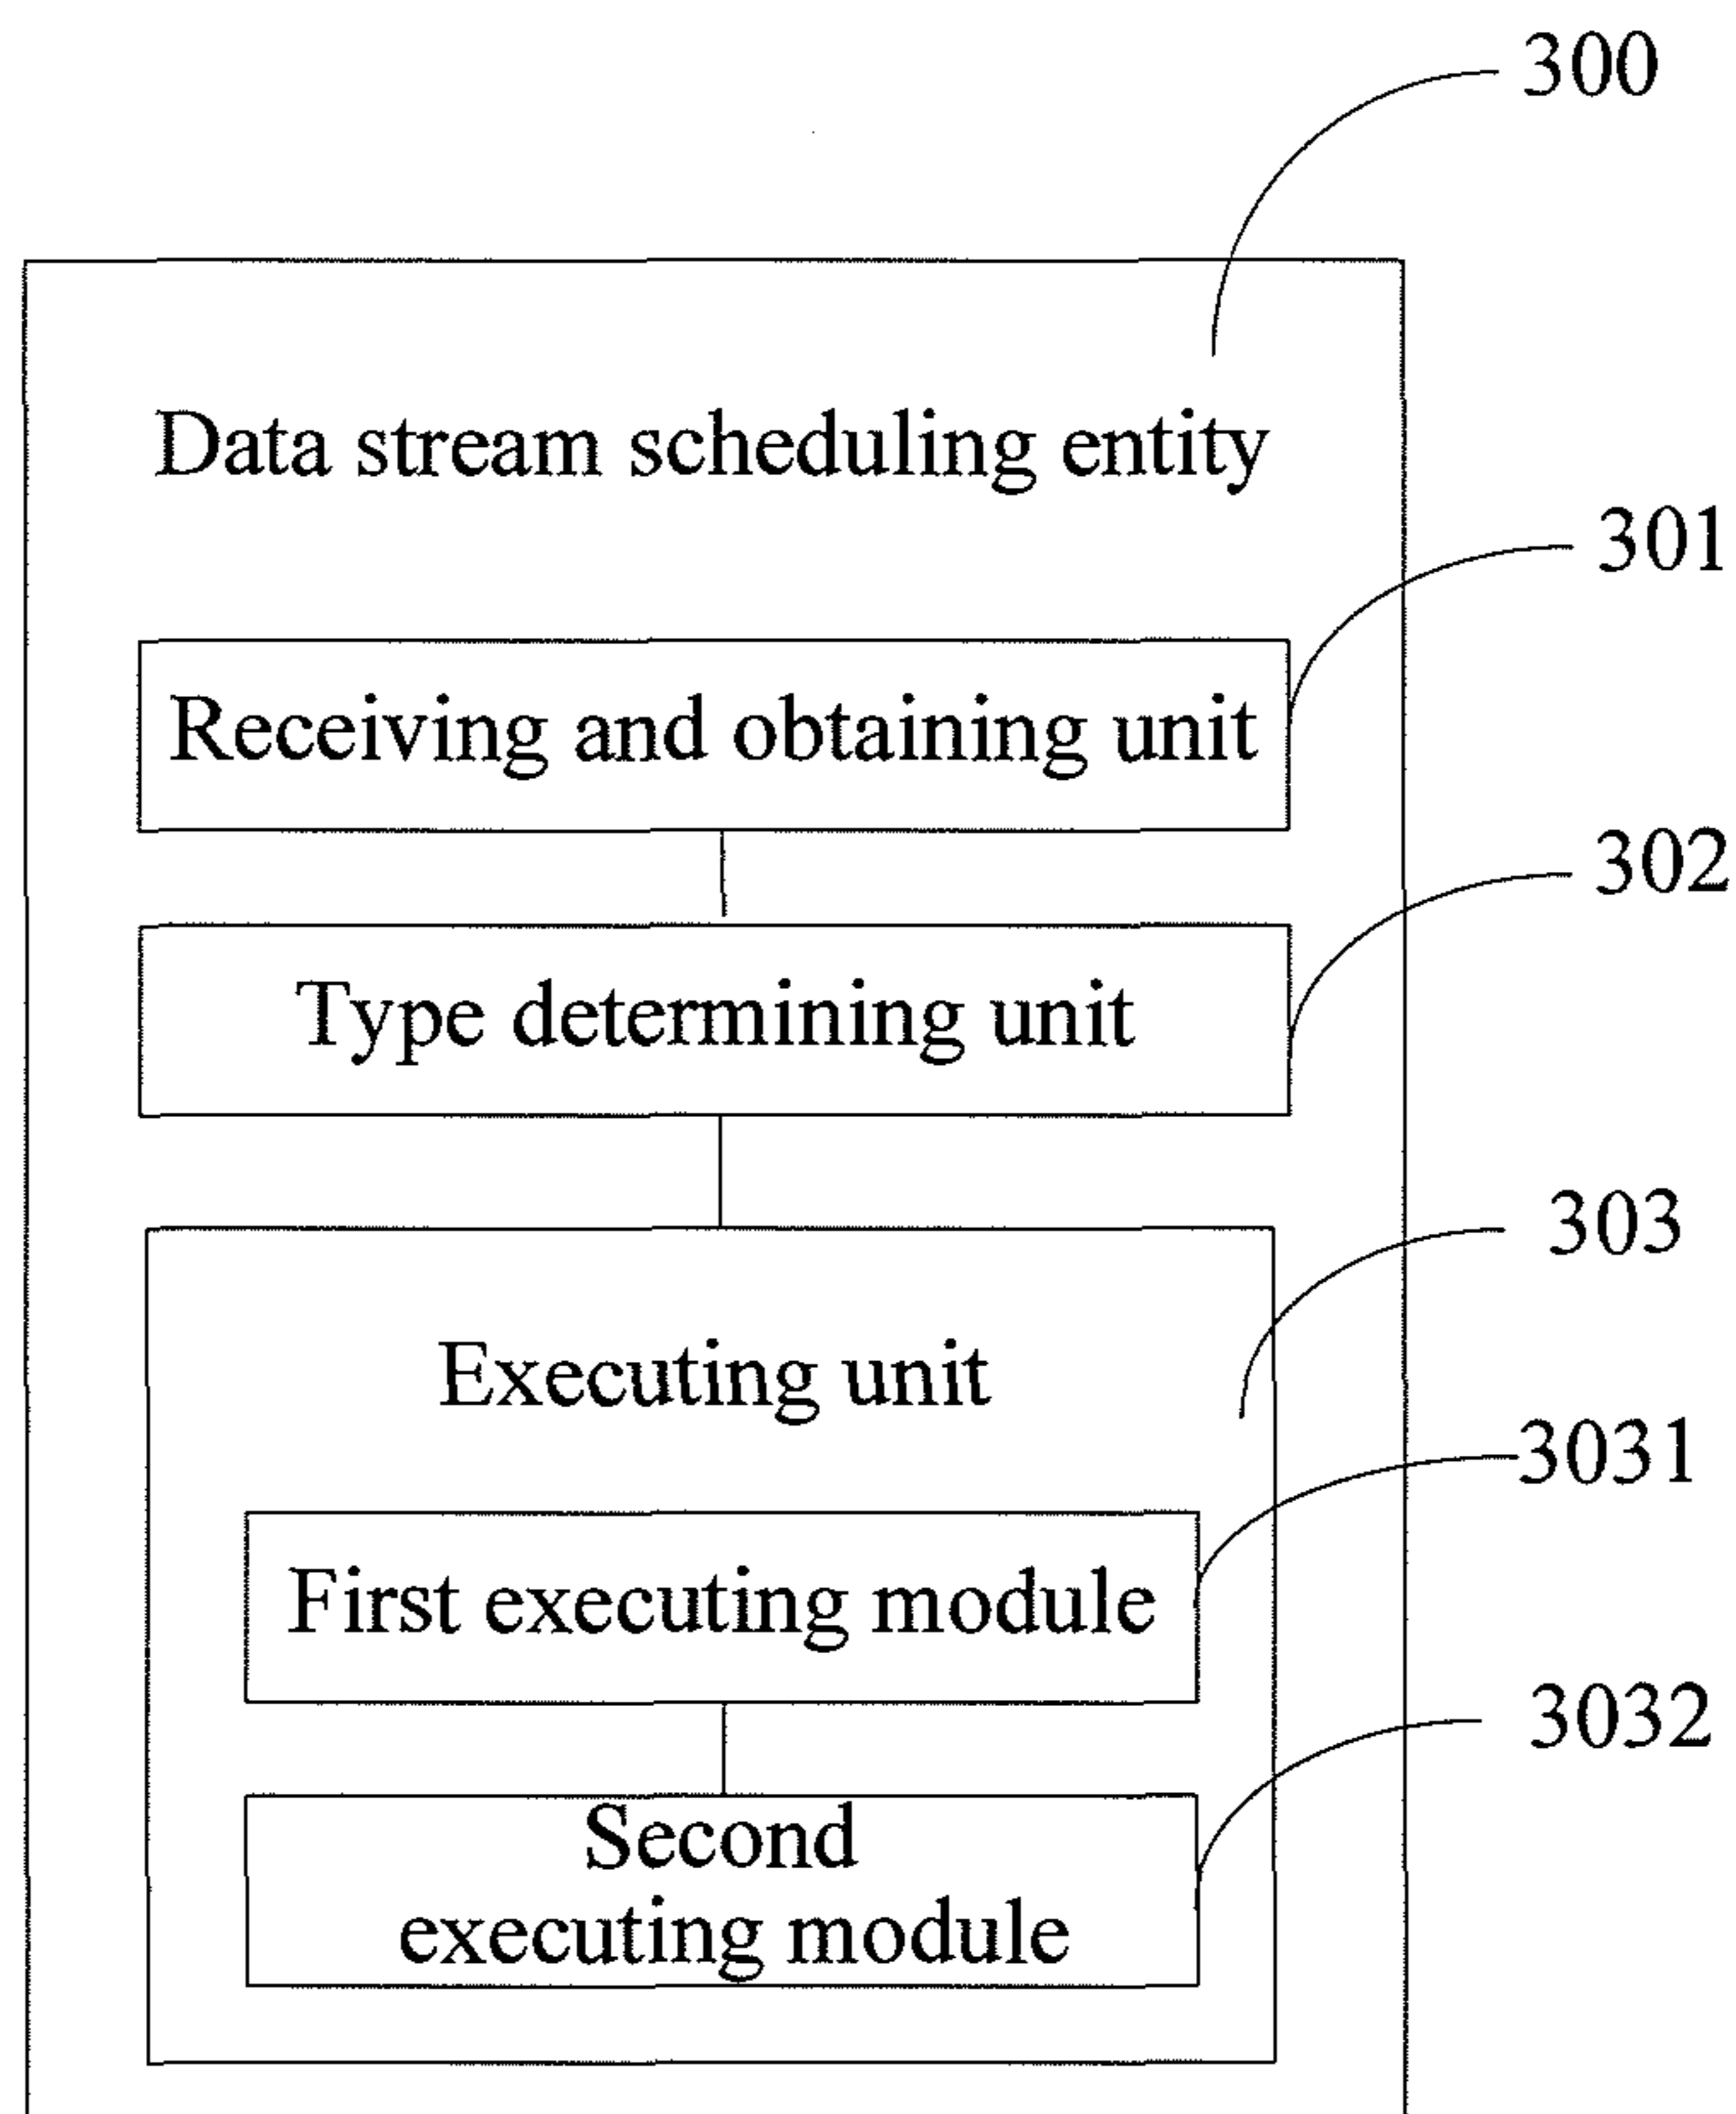 300
Data stream scheduling entity
301
Receiving and obtaining unit
302
Type determining unit
303
Executing unit
3031
First executing module
3032
Second
executing module